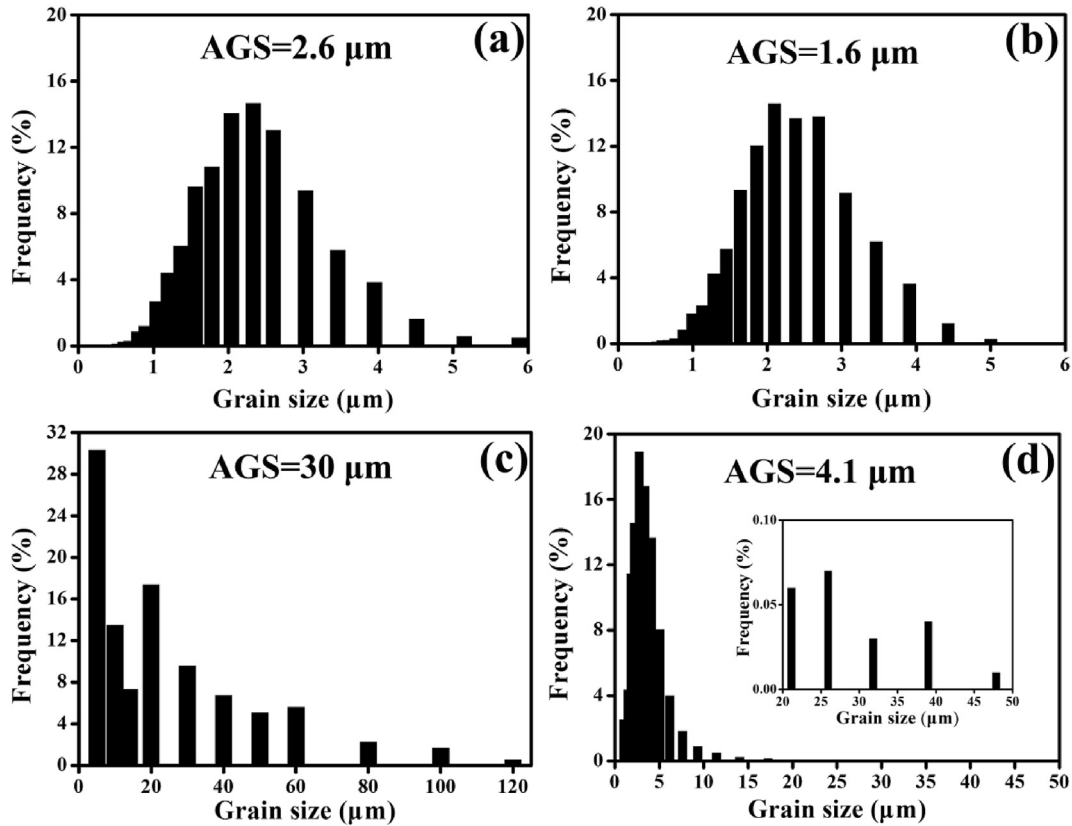 AGS=2.6 µm
(a)
Frequency (%)
20
16
12
8
4
0
0 1 2 3 4 5 6
Grain size (µm)
AGS=1.6 µm
(b)
Frequency (%)
20
16
12
8
4
0
0 1 2 3 4 5 6
Grain size (µm)
AGS=30 µm
(c)
Frequency (%)
32
28
24
20
16
12
8
4
0
0 20 40 60 80 100 120
Grain size (µm)
AGS=4.1 µm
(d)
Frequency (%)
20
16
12
8
4
0
0 5 10 15 20 25 30 35 40 45 50
Grain size (µm)
Frequency (%)
0.10
0.05
0.00
20 25 30 35 40 45 50
Grain size (µm)